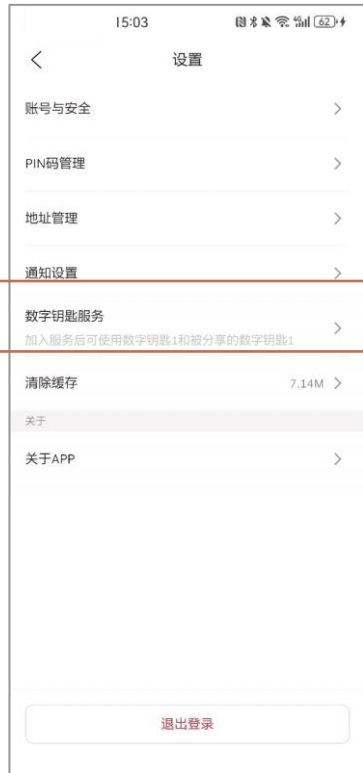 15:03
4G
62
设置
账号与安全
PIN码管理
地址管理
通知设置
数字钥匙服务
加入服务后可使用数字钥匙1和被分享的数字钥匙1
清除缓存 7.14M
关于
关于APP
退出登录